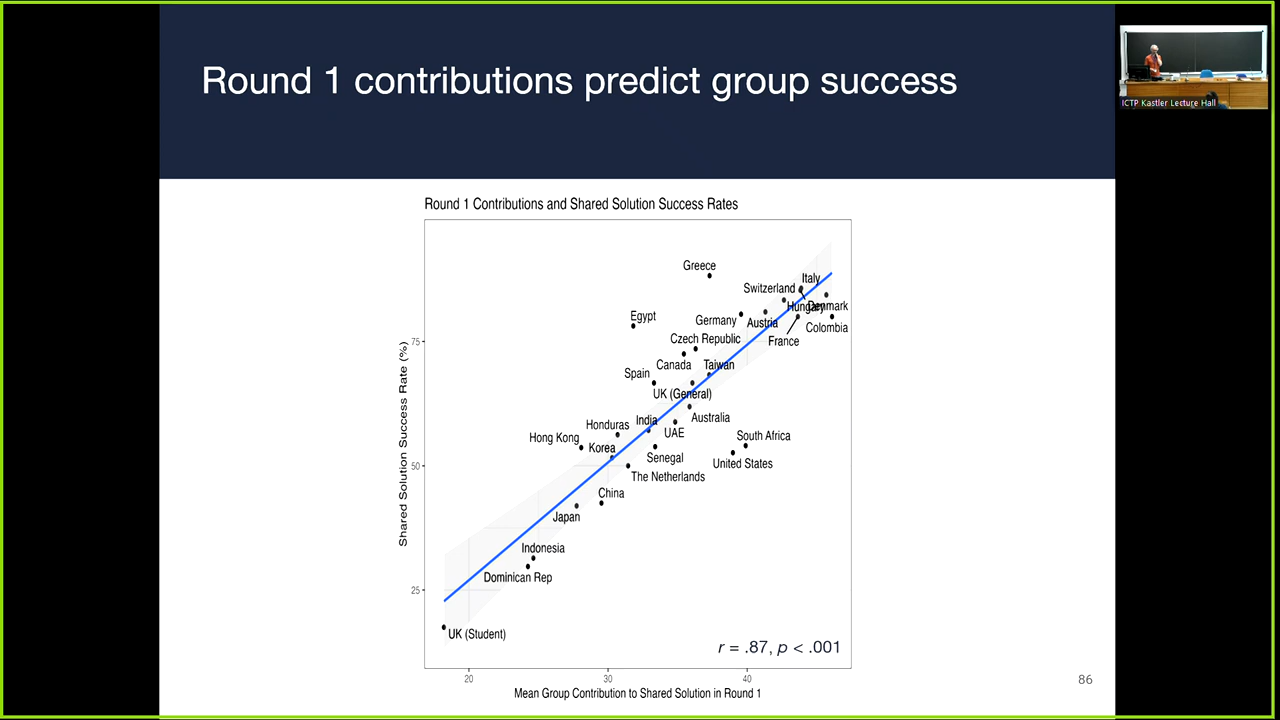 Round 1 contributions predict group success
ICTP Kastler Lecture Hall
Round 1 Contributions and Shared Solution Success Rates
Greece
Italy
Switzerland
Hungary
Denmark
Egypt
Germany
Austria
Colombia
Czech Republic
France
75
Canada
Taiwan
Spain
UK (General)
India
Australia
Honduras
UAE
Hong Kong
Korea
South Africa
Senegal
United States
50
The Netherlands
China
Japan
Indonesia
Dominican Rep
25
UK (Student)
Shared Solution Success Rate (%)
r = .87, p < .001
20
30
40
Mean Group Contribution to Shared Solution in Round 1
86